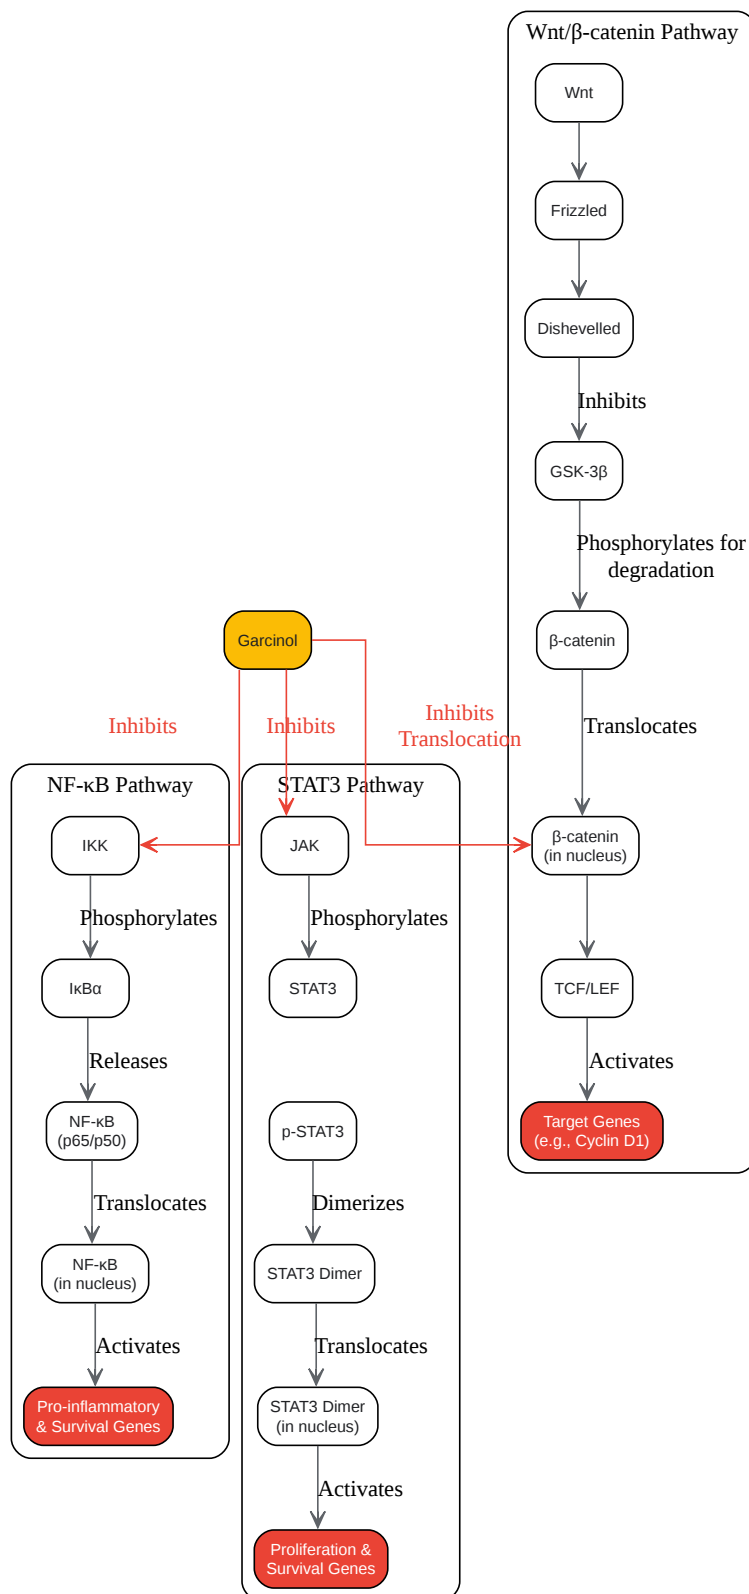 Wnt/β-catenin Pathway
Wnt
Frizzled
Dishevelled
Inhibits
GSK-3β
Phosphorylates for
degradation
β-catenin
Translocates
β-catenin
(in nucleus)
TCF/LEF
Activates
Target Genes
(e.g., Cyclin D1)
Garcinol
Inhibits
Inhibits
Inhibits
Translocation
NF-κB Pathway
IKK
Phosphorylates
IκBα
Releases
NF-κB
(p65/p50)
Translocates
NF-κB
(in nucleus)
Activates
Pro-inflammatory
& Survival Genes
STAT3 Pathway
JAK
Phosphorylates
STAT3
p-STAT3
Dimerizes
STAT3 Dimer
Translocates
STAT3 Dimer
(in nucleus)
Activates
Proliferation &
Survival Genes